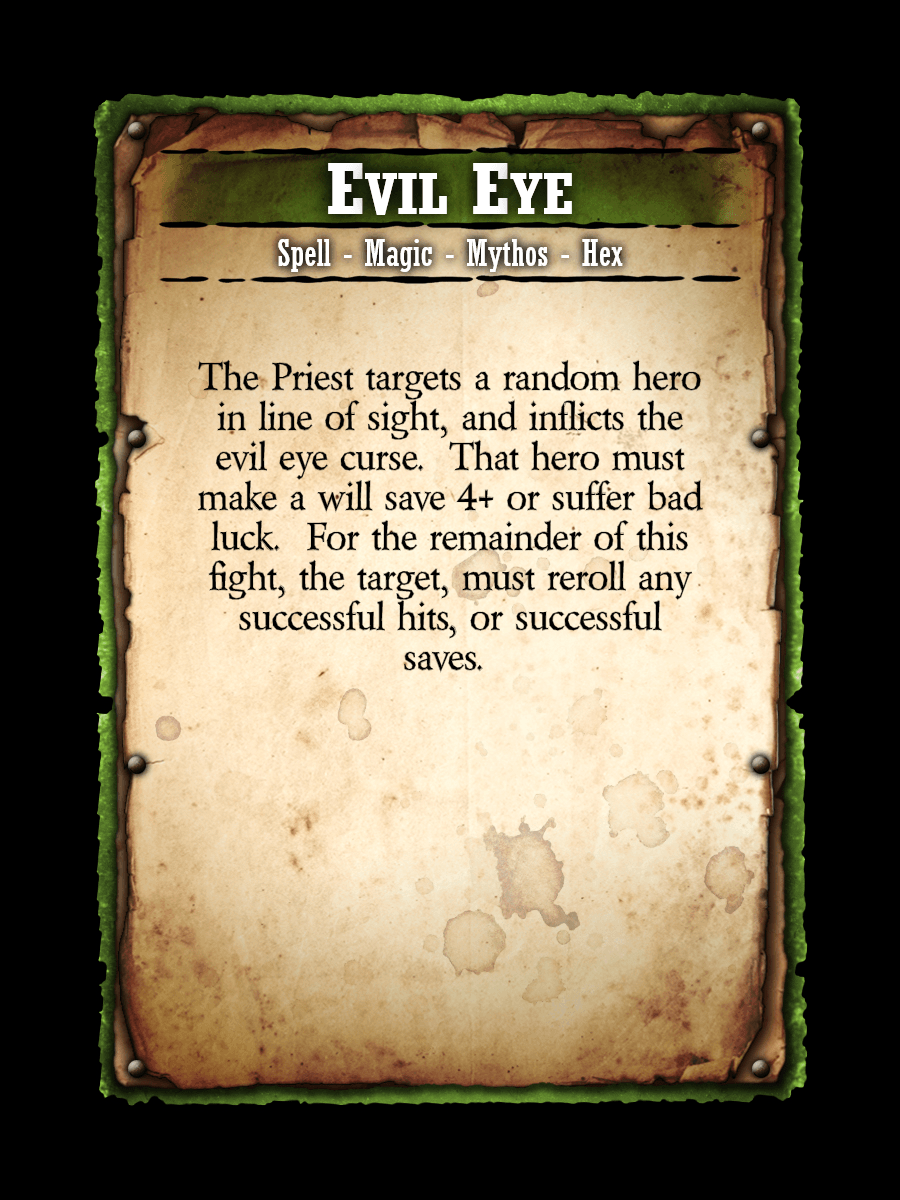 Evil Eye
Spell - Magic - Mythos - Hex
The Priest targets a random hero
in line of sight, and inflicts the
evil eye curse.  That hero must
make a will save 4+ or suffer bad
luck.  For the remainder of this
fight, the target, must reroll any
successful hits, or successful
saves.